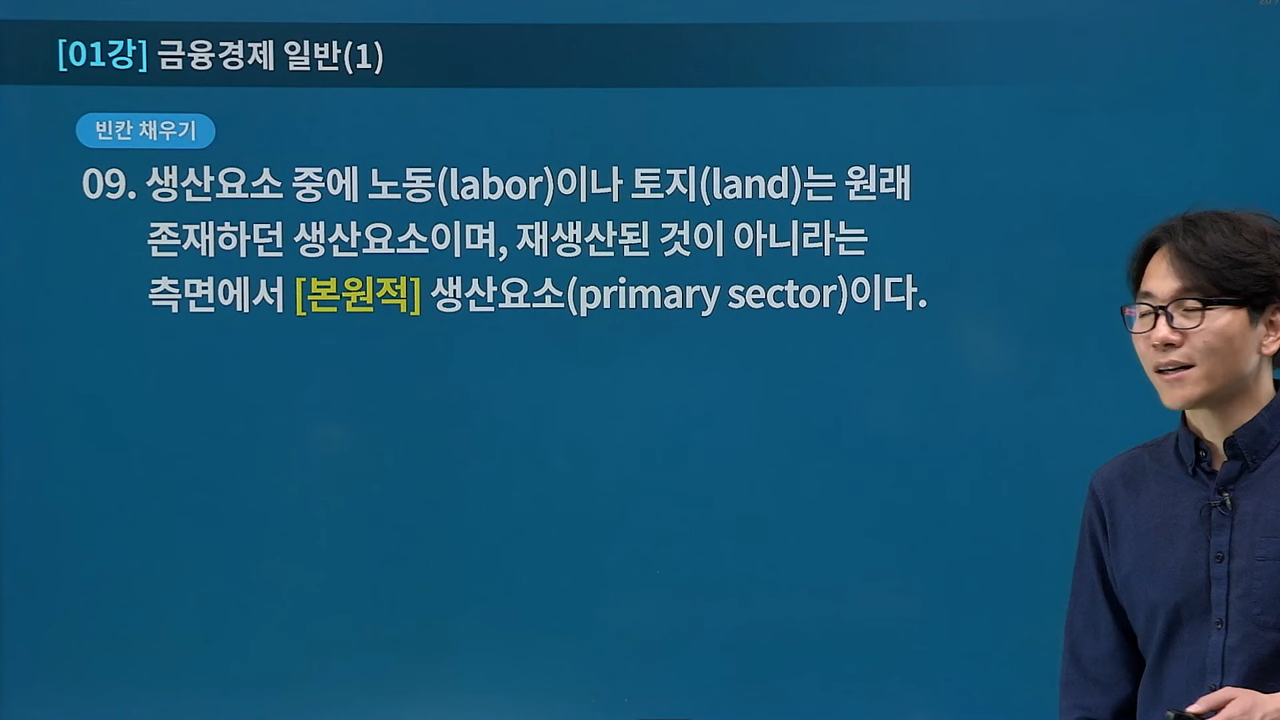 [01강] 금융경제 일반(1)
빈칸 채우기
09. 생산요소 중에 노동(labor)이나 토지(land)는 원래
존재하던 생산요소이며, 재생산된 것이 아니라는
측면에서 [본원적] 생산요소(primary sector)이다.